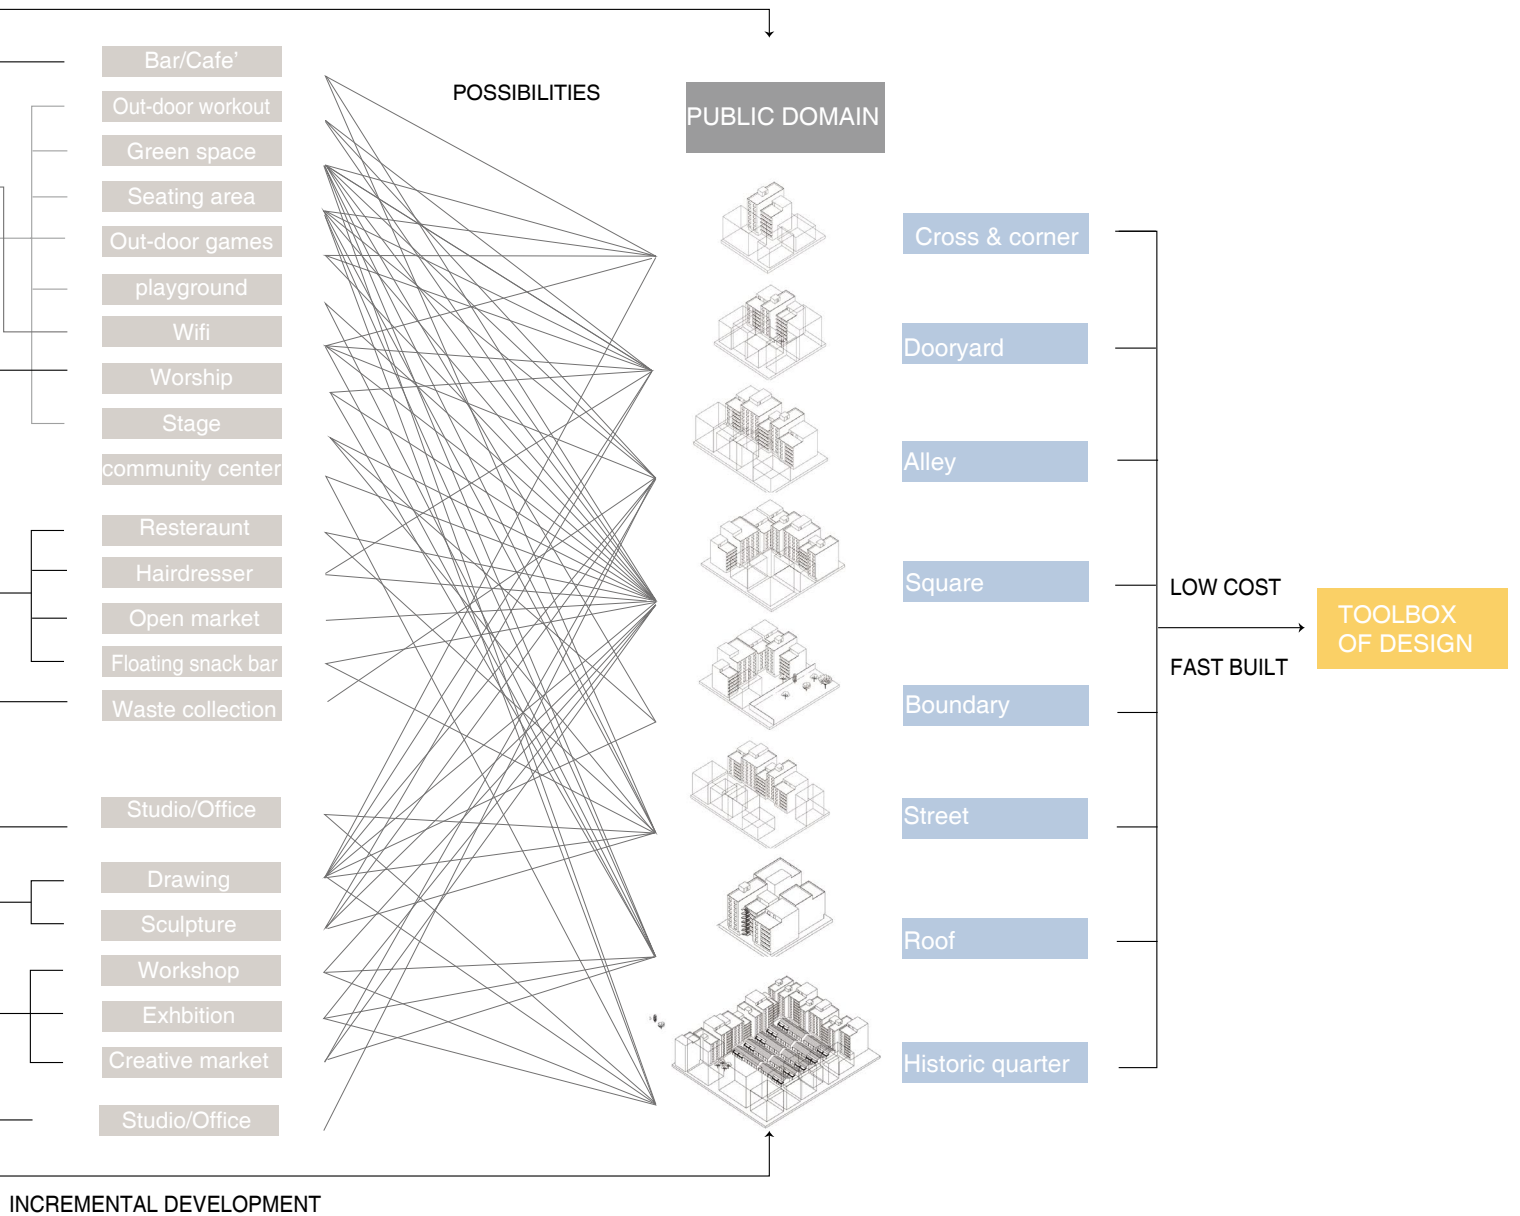 Bar/Cafe'
Out-door workout
Green space
Seating area
Out-door games
playground
Wifi
Worship
Stage
community center
Resteraunt
Hairdresser
Open market
Floating snack bar
Waste collection
Studio/Office
Drawing
Sculpture
Workshop
Exhbition
Creative market
Studio/Office
INCREMENTAL DEVELOPMENT
POSSIBILITIES
PUBLIC DOMAIN
Cross & corner
Dooryard
Alley
Square
Boundary
Street
Roof
Historic quarter
LOW COST
FAST BUILT
TOOLBOX
OF DESIGN